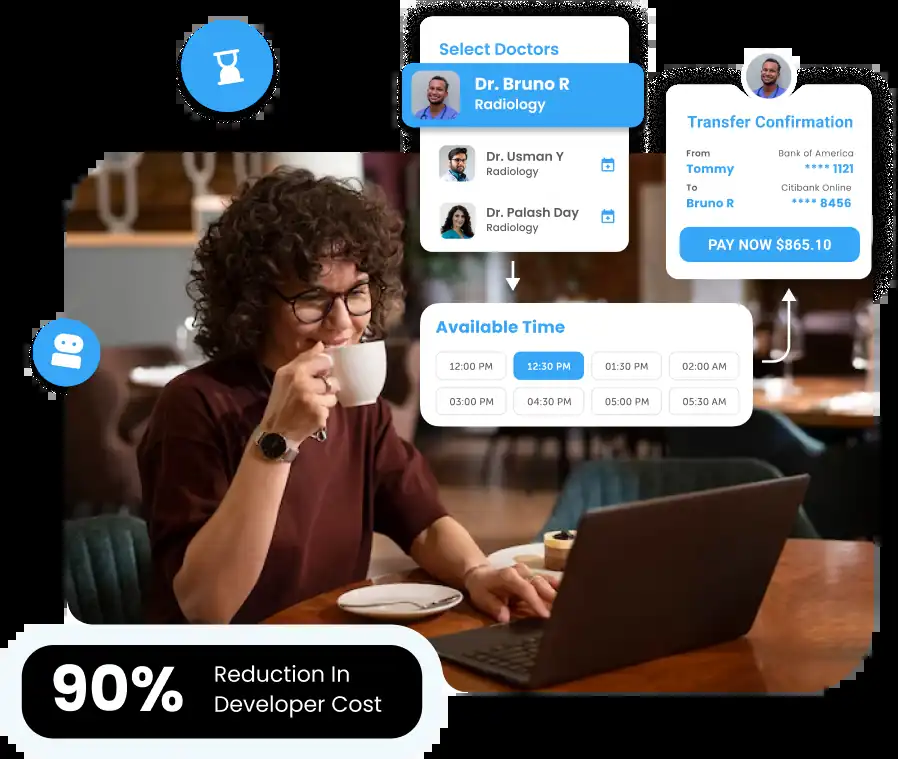 Select Doctors
Dr. Bruno R
Radiology
Dr. Usman Y
Radiology
Dr. Palash Day
Radiology
Transfer Confirmation
From Bank of America
Tommy **** 1121
To Citibank Online
Bruno R **** 8456
PAY NOW $865.10
Available Time
12:00 PM 12:30 PM 01:30 PM 02:00 AM
03:00 PM 04:30 PM 05:00 PM 05:30 AM
90%
Reduction In
Developer Cost